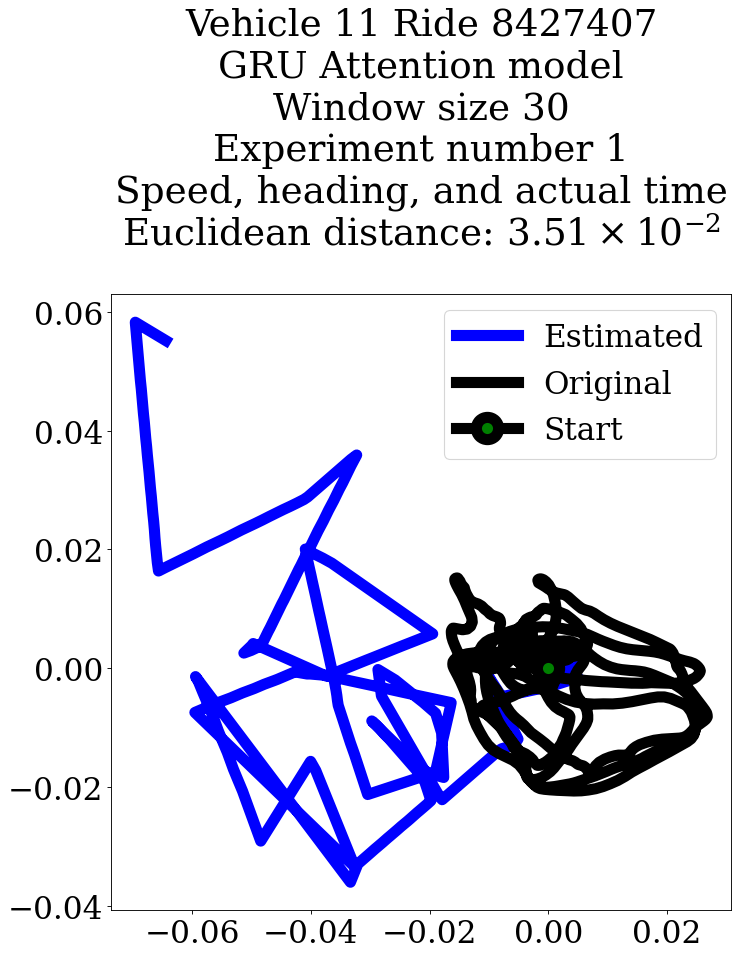 Vehicle 11 Ride 8427407
GRU Attention model
Window size 30
Experiment number 1
Speed, heading, and actual time
Euclidean distance: 3.51 × 10⁻²
0.06
0.04
0.02
0.00
−0.02
−0.04
Estimated
Original
Start
−0.06 −0.04 −0.02 0.00 0.02